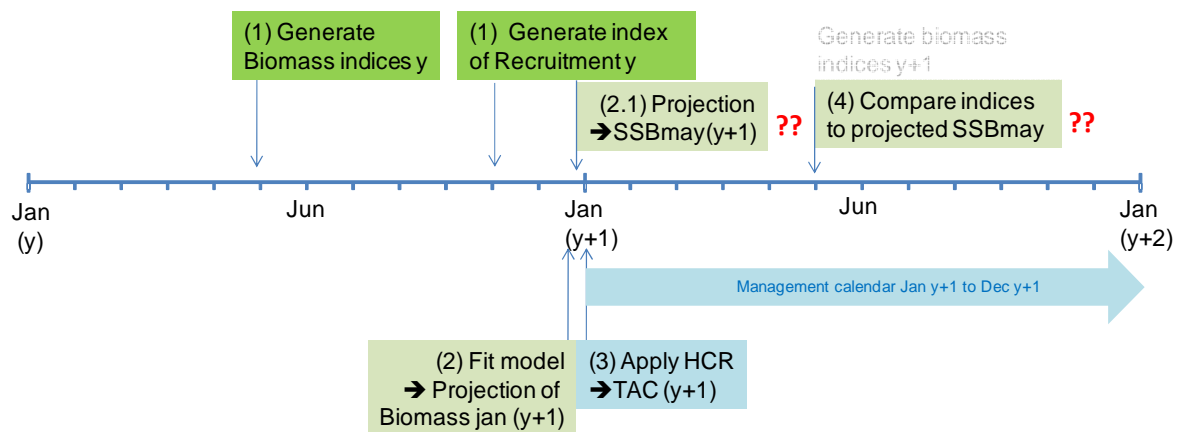 (1) Generate
Biomass indices y
(1) Generate index
of Recruitment y
Generate biomass
indices y+1
(2.1) Projection
➔SSBmay(y+1)
??
(4) Compare indices
to projected SSBmay
??
Jan
(y)
Jun
Jan
(y+1)
Jun
Jan
(y+2)
Management calendar Jan y+1 to Dec y+1
(2) Fit model
➔ Projection of
Biomass jan (y+1)
(3) Apply HCR
➔TAC (y+1)